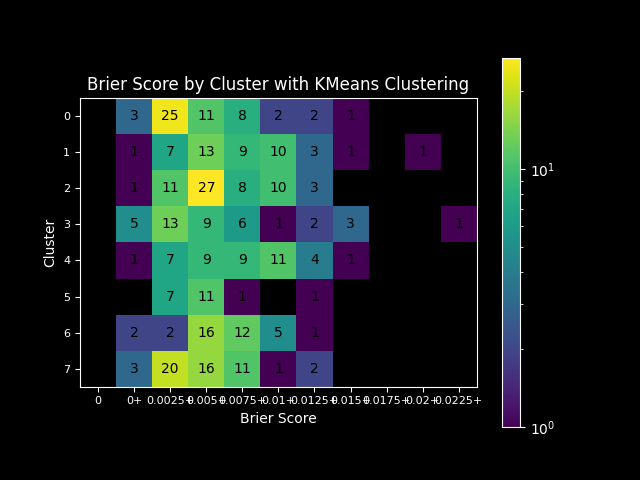 Brier Score by Cluster with KMeans Clustering
0 3 25 11 8 2 2 1
1 1 7 13 9 10 3 1 1
2 1 11 27 8 10 3
3 5 13 9 6 1 2 3 1
4 1 7 9 9 11 4 1
5 7 11 1 1
6 2 2 16 12 5 1
7 3 20 16 11 1 2
0 0+ 0.0025+ 0.005+ 0.0075+ 0.01+ 0.0125+ 0.015+ 0.0175+ 0.02+ 0.0225+
Brier Score
Cluster
10¹
10⁰